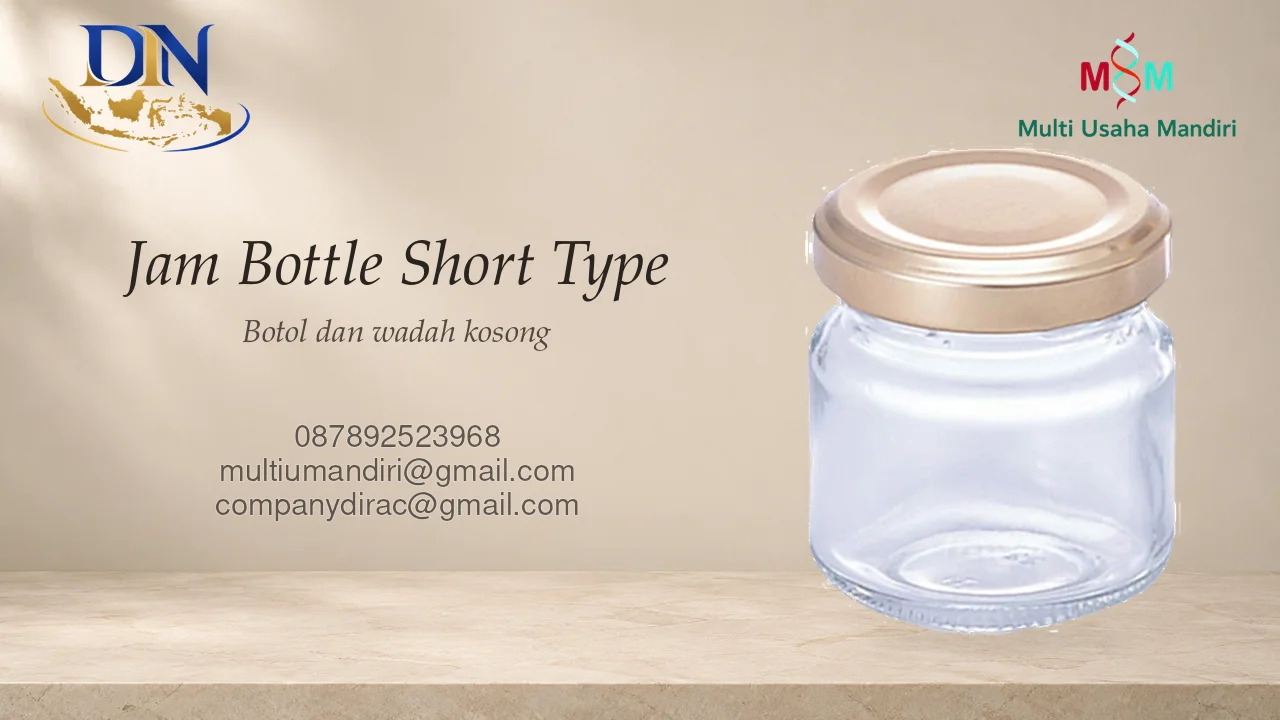 DN
M M
Multi Usaha Mandiri
Jam Bottle Short Type
Botol dan wadah kosong
087892523968
multiumandiri@gmail.com
companydirac@gmail.com